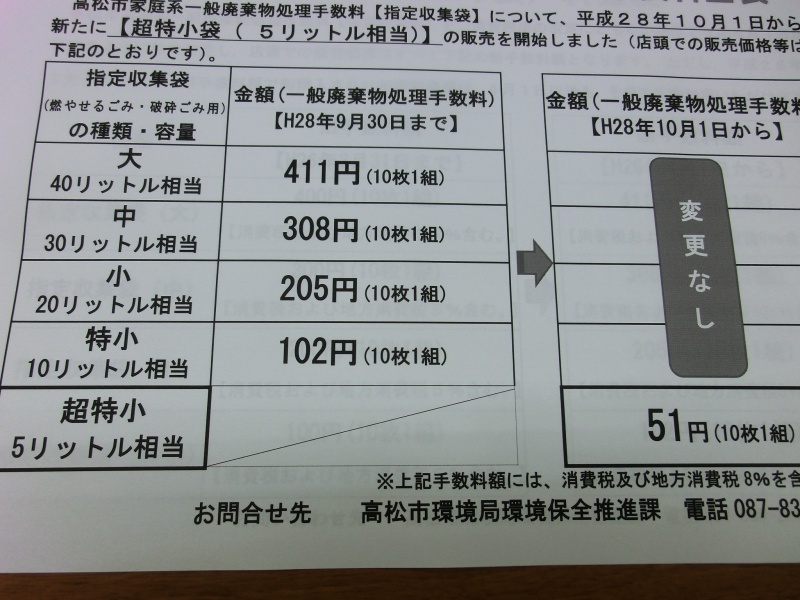 高松市家庭系一般廃棄物処理手数料【指定収集袋】について、平成28年10月1日から
新たに【超特小袋（５リットル相当）】の販売を開始しました（店頭での販売価格等は
下記のとおりです）。
指定収集袋
（燃やせるごみ・破砕ごみ用）
の種類・容量
金額（一般廃棄物処理手数料）
【H28年9月30日まで】
金額（一般廃棄物処理手数料
【H28年10月1日から】
大
40リットル相当
411円（10枚1組）
中
30リットル相当
308円（10枚1組）
小
20リットル相当
205円（10枚1組）
特小
10リットル相当
102円（10枚1組）
変更なし
超特小
5リットル相当
51円（10枚1組）
※上記手数料額には、消費税及び地方消費税8%を含
お問合せ先　高松市環境局環境保全推進課　電話 087-83